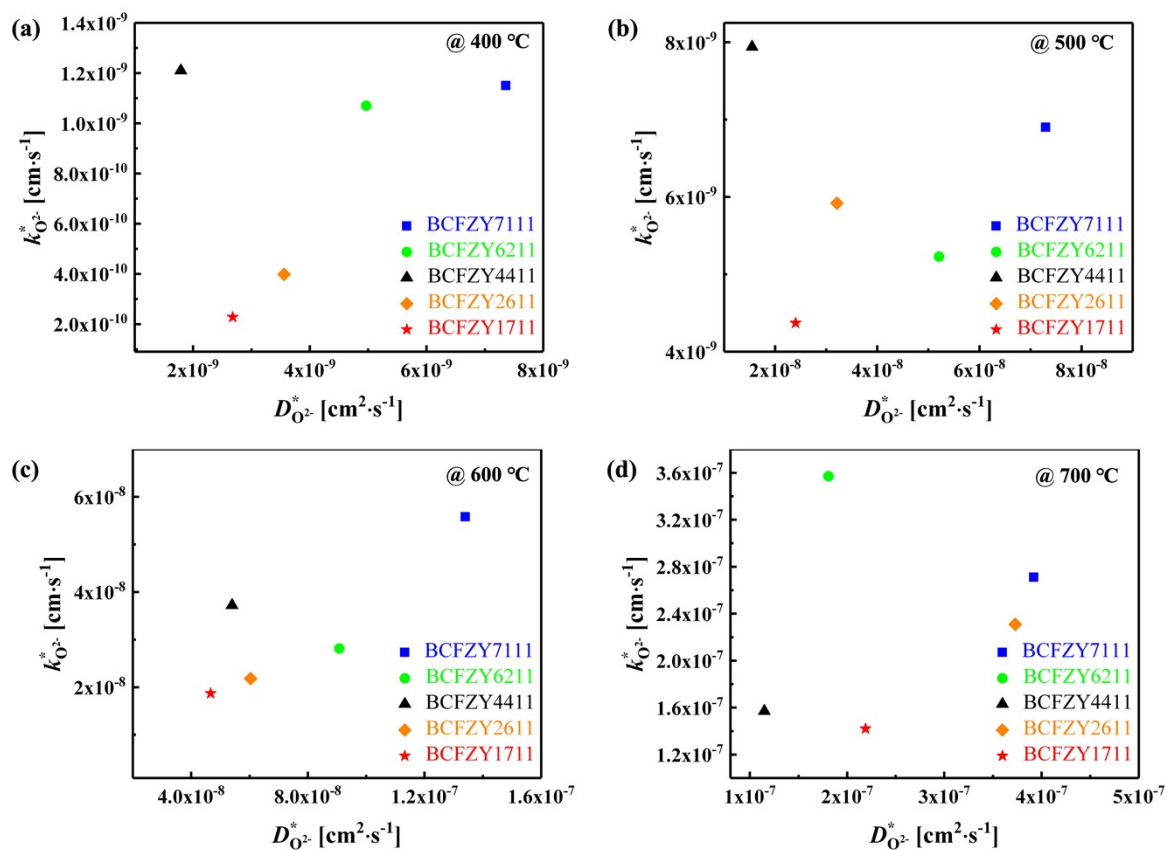 (a)
@ 400 °C
1.4x10⁻⁹
1.2x10⁻⁹
1.0x10⁻⁹
8.0x10⁻¹⁰
6.0x10⁻¹⁰
4.0x10⁻¹⁰
2.0x10⁻¹⁰
k*O²⁻ [cm·s⁻¹]
BCFZY7111
BCFZY6211
BCFZY4411
BCFZY2611
BCFZY1711
2x10⁻⁹ 4x10⁻⁹ 6x10⁻⁹ 8x10⁻⁹
D*O²⁻ [cm²·s⁻¹]
(b)
@ 500 °C
8x10⁻⁹
6x10⁻⁹
4x10⁻⁹
k*O²⁻ [cm·s⁻¹]
BCFZY7111
BCFZY6211
BCFZY4411
BCFZY2611
BCFZY1711
2x10⁻⁸ 4x10⁻⁸ 6x10⁻⁸ 8x10⁻⁸
D*O²⁻ [cm²·s⁻¹]
(c)
@ 600 °C
6x10⁻⁸
4x10⁻⁸
2x10⁻⁸
k*O²⁻ [cm·s⁻¹]
BCFZY7111
BCFZY6211
BCFZY4411
BCFZY2611
BCFZY1711
4.0x10⁻⁸ 8.0x10⁻⁸ 1.2x10⁻⁷ 1.6x10⁻⁷
D*O²⁻ [cm²·s⁻¹]
(d)
@ 700 °C
3.6x10⁻⁷
3.2x10⁻⁷
2.8x10⁻⁷
2.4x10⁻⁷
2.0x10⁻⁷
1.6x10⁻⁷
1.2x10⁻⁷
k*O²⁻ [cm·s⁻¹]
BCFZY7111
BCFZY6211
BCFZY4411
BCFZY2611
BCFZY1711
1x10⁻⁷ 2x10⁻⁷ 3x10⁻⁷ 4x10⁻⁷ 5x10⁻⁷
D*O²⁻ [cm²·s⁻¹]